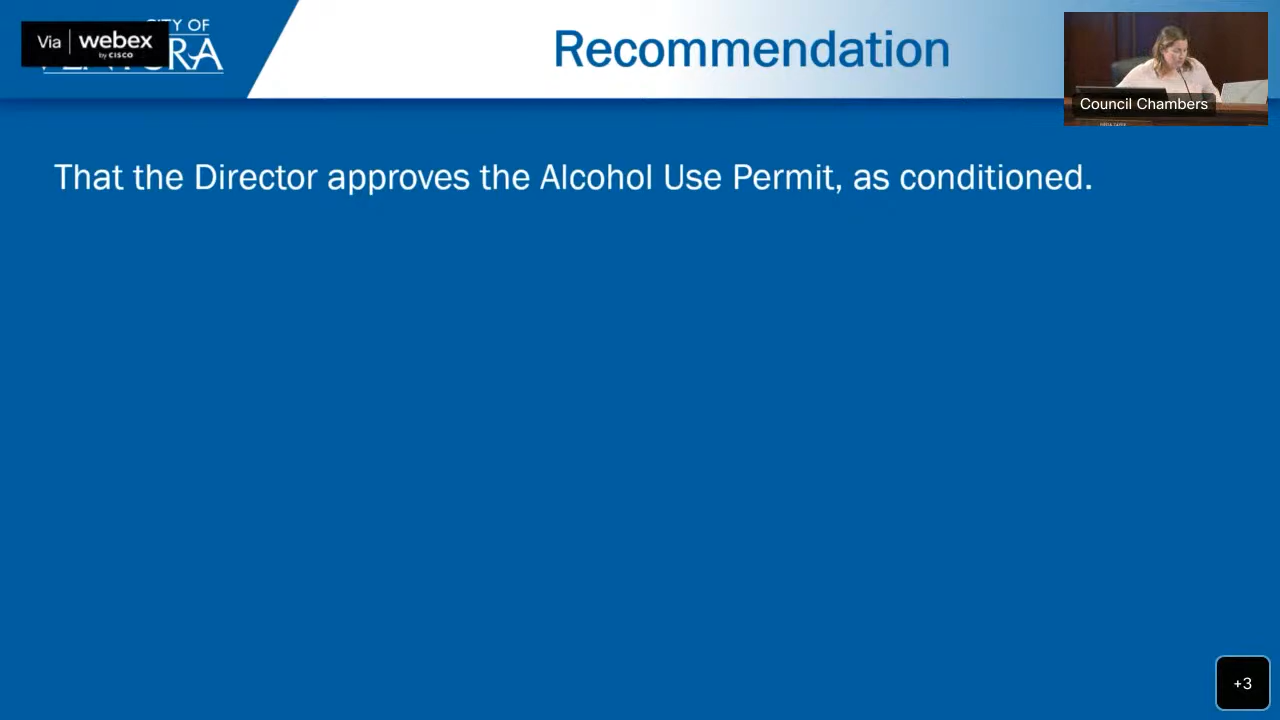 Via webex
by CISCO
CITY OF
Recommendation
Council Chambers
That the Director approves the Alcohol Use Permit, as conditioned.
+3